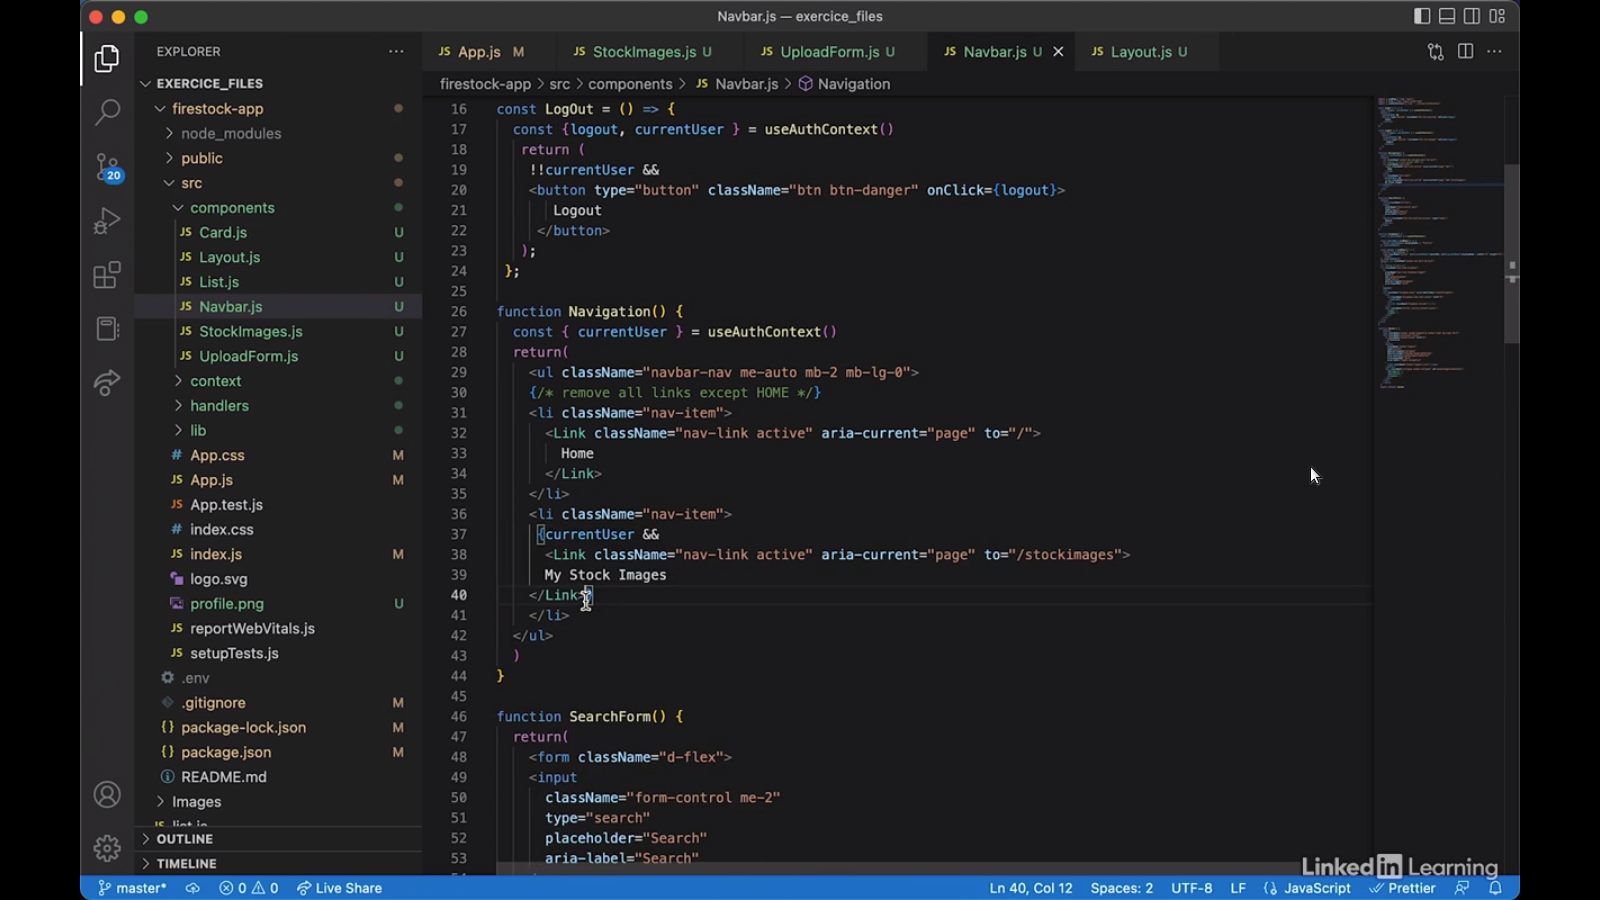 Navbar.js — exercice_files
EXPLORER
EXERCICE_FILES
firestock-app
node_modules
public
src
components
JS Card.js U
JS Layout.js U
JS List.js U
JS Navbar.js U
JS StockImages.js U
JS UploadForm.js U
context
handlers
lib
# App.css
JS App.js M
JS App.test.js
# index.css
JS index.js M
logo.svg
profile.png U
JS reportWebVitals.js
JS setupTests.js
.env
.gitignore M
{} package-lock.json M
{} package.json M
README.md
Images
OUTLINE
TIMELINE
20
JS App.js M
JS StockImages.js U
JS UploadForm.js U
JS Navbar.js U
JS Layout.js U
firestock-app > src > components > JS Navbar.js > Navigation
16 const LogOut = () => {
17 const {logout, currentUser } = useAuthContext()
18 return (
19 !!currentUser &&
20 <button type="button" className="btn btn-danger" onClick={logout}>
21 Logout
22 </button>
23 );
24 };
25
26 function Navigation() {
27 const { currentUser } = useAuthContext()
28 return(
29 <ul className="navbar-nav me-auto mb-2 mb-lg-0">
30 {/* remove all links except HOME */}
31 <li className="nav-item">
32 <Link className="nav-link active" aria-current="page" to="/">
33 Home
34 </Link>
35 </li>
36 <li className="nav-item">
37 {currentUser &&
38 <Link className="nav-link active" aria-current="page" to="/stockimages">
39 My Stock Images
40 </Link>}
41 </li>
42 </ul>
43 )
44 }
45
46 function SearchForm() {
47 return(
48 <form className="d-flex">
49 <input
50 className="form-control me-2"
51 type="search"
52 placeholder="Search"
53 aria-label="Search"
LinkedIn Learning
master* 0 0 Live Share Ln 40, Col 12 Spaces: 2 UTF-8 LF {} JavaScript Prettier